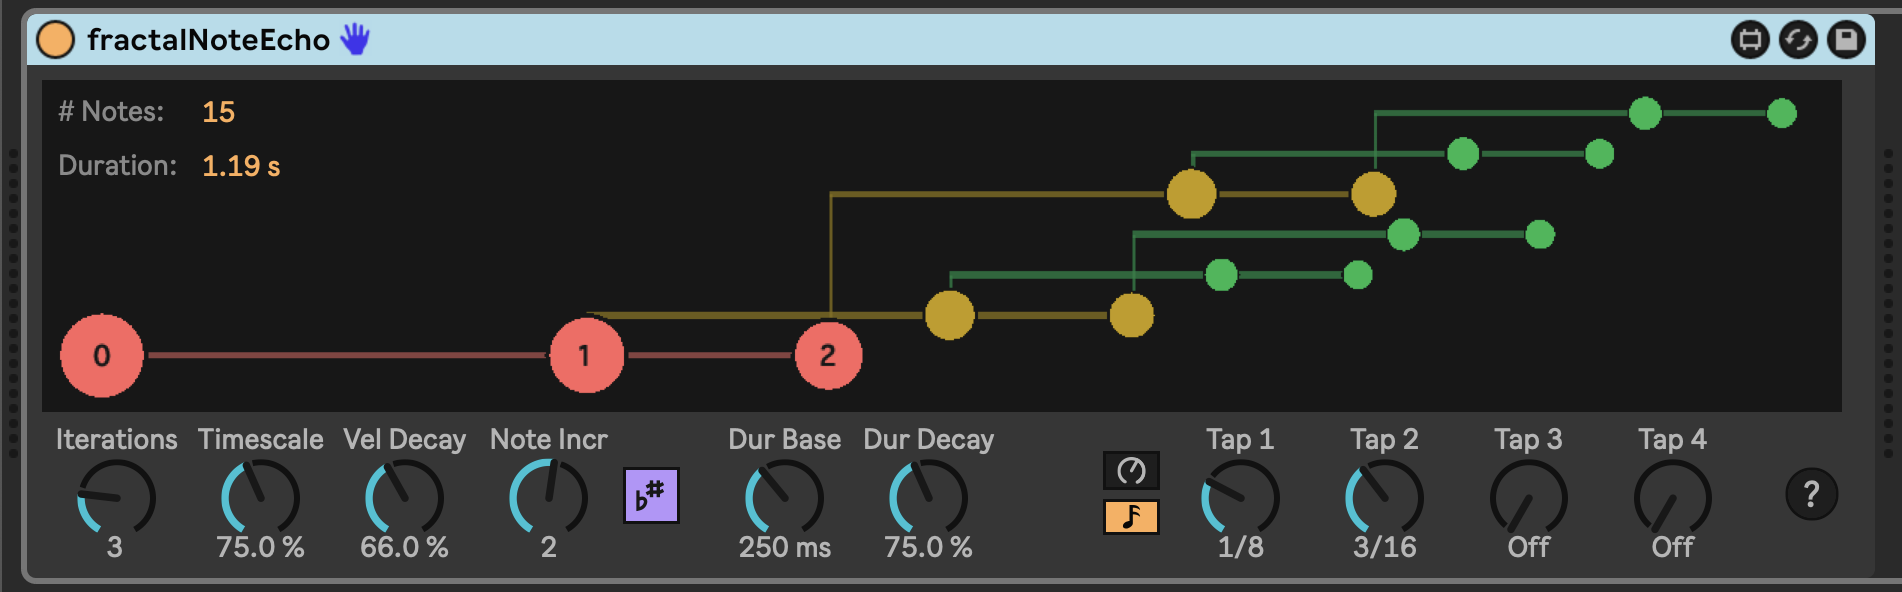 fractalNoteEcho
# Notes: 15
Duration: 1.19 s
0 1 2
Iterations Timescale Vel Decay Note Incr Dur Base Dur Decay Tap 1 Tap 2 Tap 3 Tap 4
♭# ?
3 75.0 % 66.0 % 2 250 ms 75.0 % 1/8 3/16 Off Off